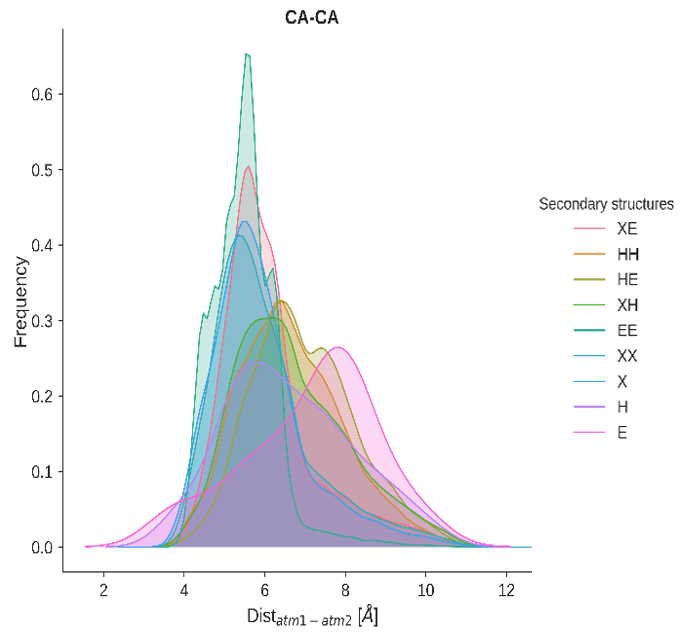 CA-CA
Frequency
0.6
0.5
0.4
0.3
0.2
0.1
0.0
2 4 6 8 10 12
Dist_{atm1-atm2} [Å]
Secondary structures
XE
HH
HE
XH
EE
XX
X
H
E